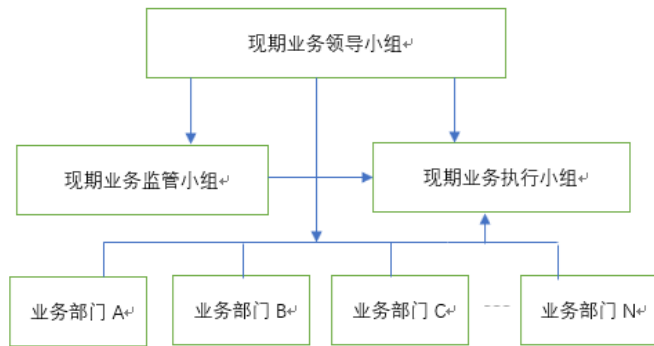 现期业务领导小组↵
现期业务监管小组↵
现期业务执行小组↵
业务部门 A↵
业务部门 B↵
业务部门 C↵
业务部门 N↵